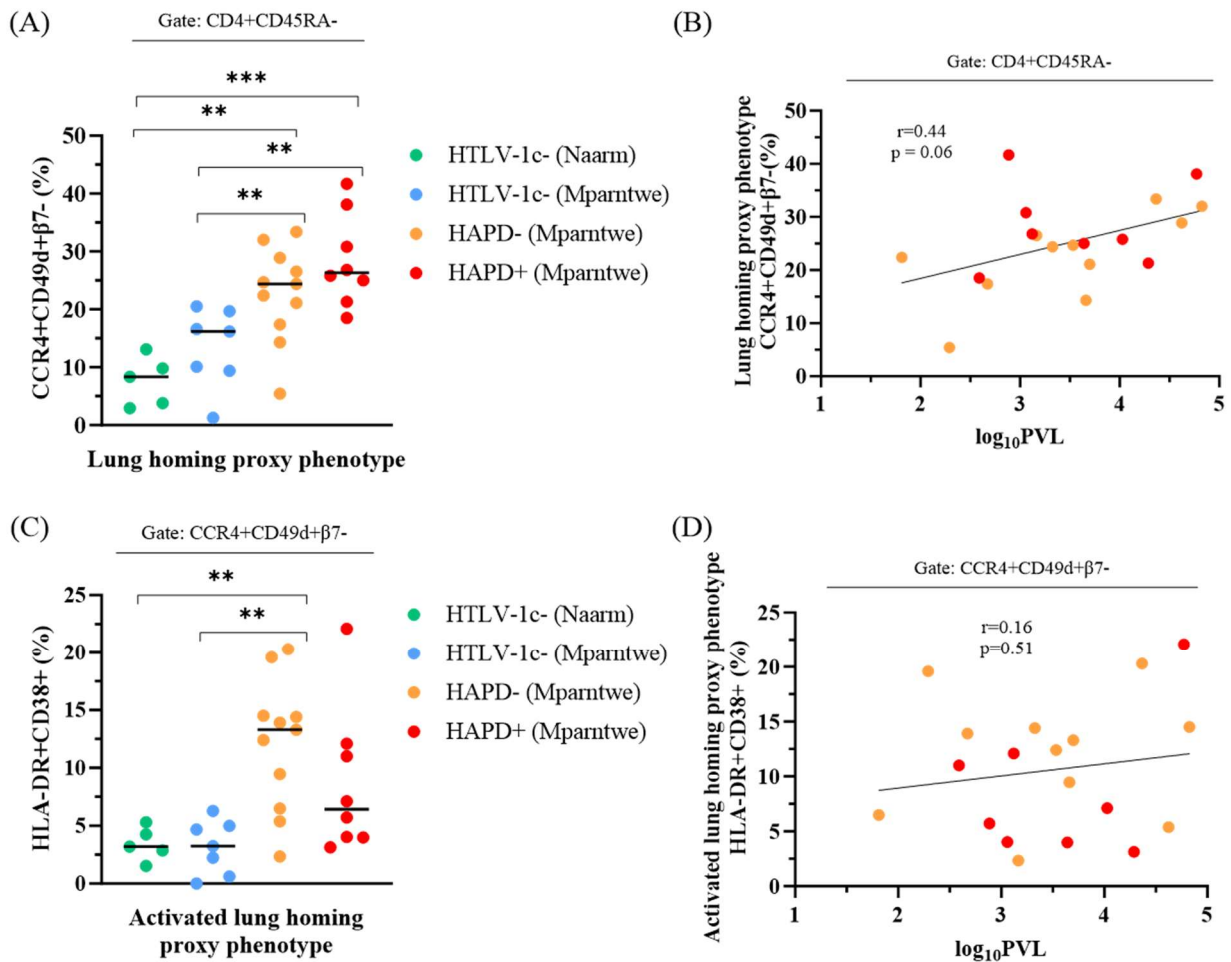 (A)
Gate: CD4+CD45RA-
***
**
**
**
CCR4+CD49d+β7- (%)
50
40
30
20
10
0
Lung homing proxy phenotype
HTLV-1c- (Naarm)
HTLV-1c- (Mparntwe)
HAPD- (Mparntwe)
HAPD+ (Mparntwe)
(B)
Gate: CD4+CD45RA-
r=0.44
p = 0.06
Lung homing proxy phenotype
CCR4+CD49d+β7-(%)
50
40
30
20
10
0
1 2 3 4 5
log₁₀PVL
(C)
Gate: CCR4+CD49d+β7-
**
**
HLA-DR+CD38+ (%)
25
20
15
10
5
0
Activated lung homing
proxy phenotype
HTLV-1c- (Naarm)
HTLV-1c- (Mparntwe)
HAPD- (Mparntwe)
HAPD+ (Mparntwe)
(D)
Gate: CCR4+CD49d+β7-
r=0.16
p=0.51
Activated lung homing proxy phenotype
HLA-DR+CD38+ (%)
25
20
15
10
5
0
1 2 3 4 5
log₁₀PVL